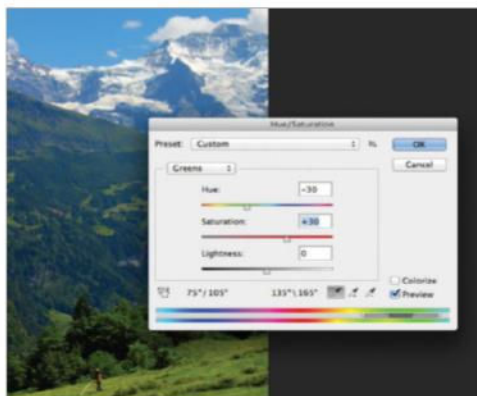 Hue/Saturation
Preset: Custom
OK
Greens
Cancel
Hue: -30
Saturation: +30
Lightness: 0
Colorize
75°/105° 135°\165°
Preview